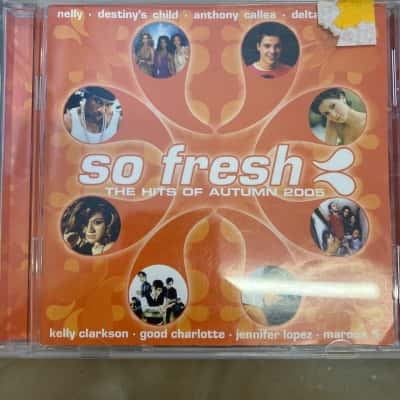 nelly · destiny's child · anthony callea · delta
so fresh
THE HITS OF AUTUMN 2005
kelly clarkson · good charlotte · jennifer lopez · maroon 5